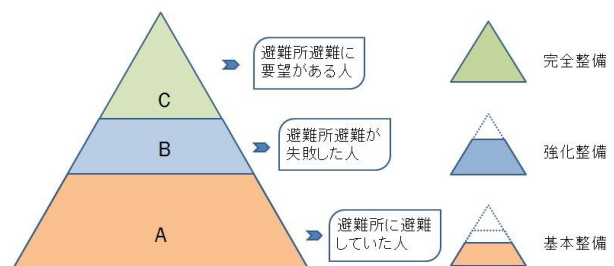 避難所避難に
要望がある人
完全整備
C
避難所避難が
失敗した人
強化整備
B
避難所に避難
していた人
基本整備
A